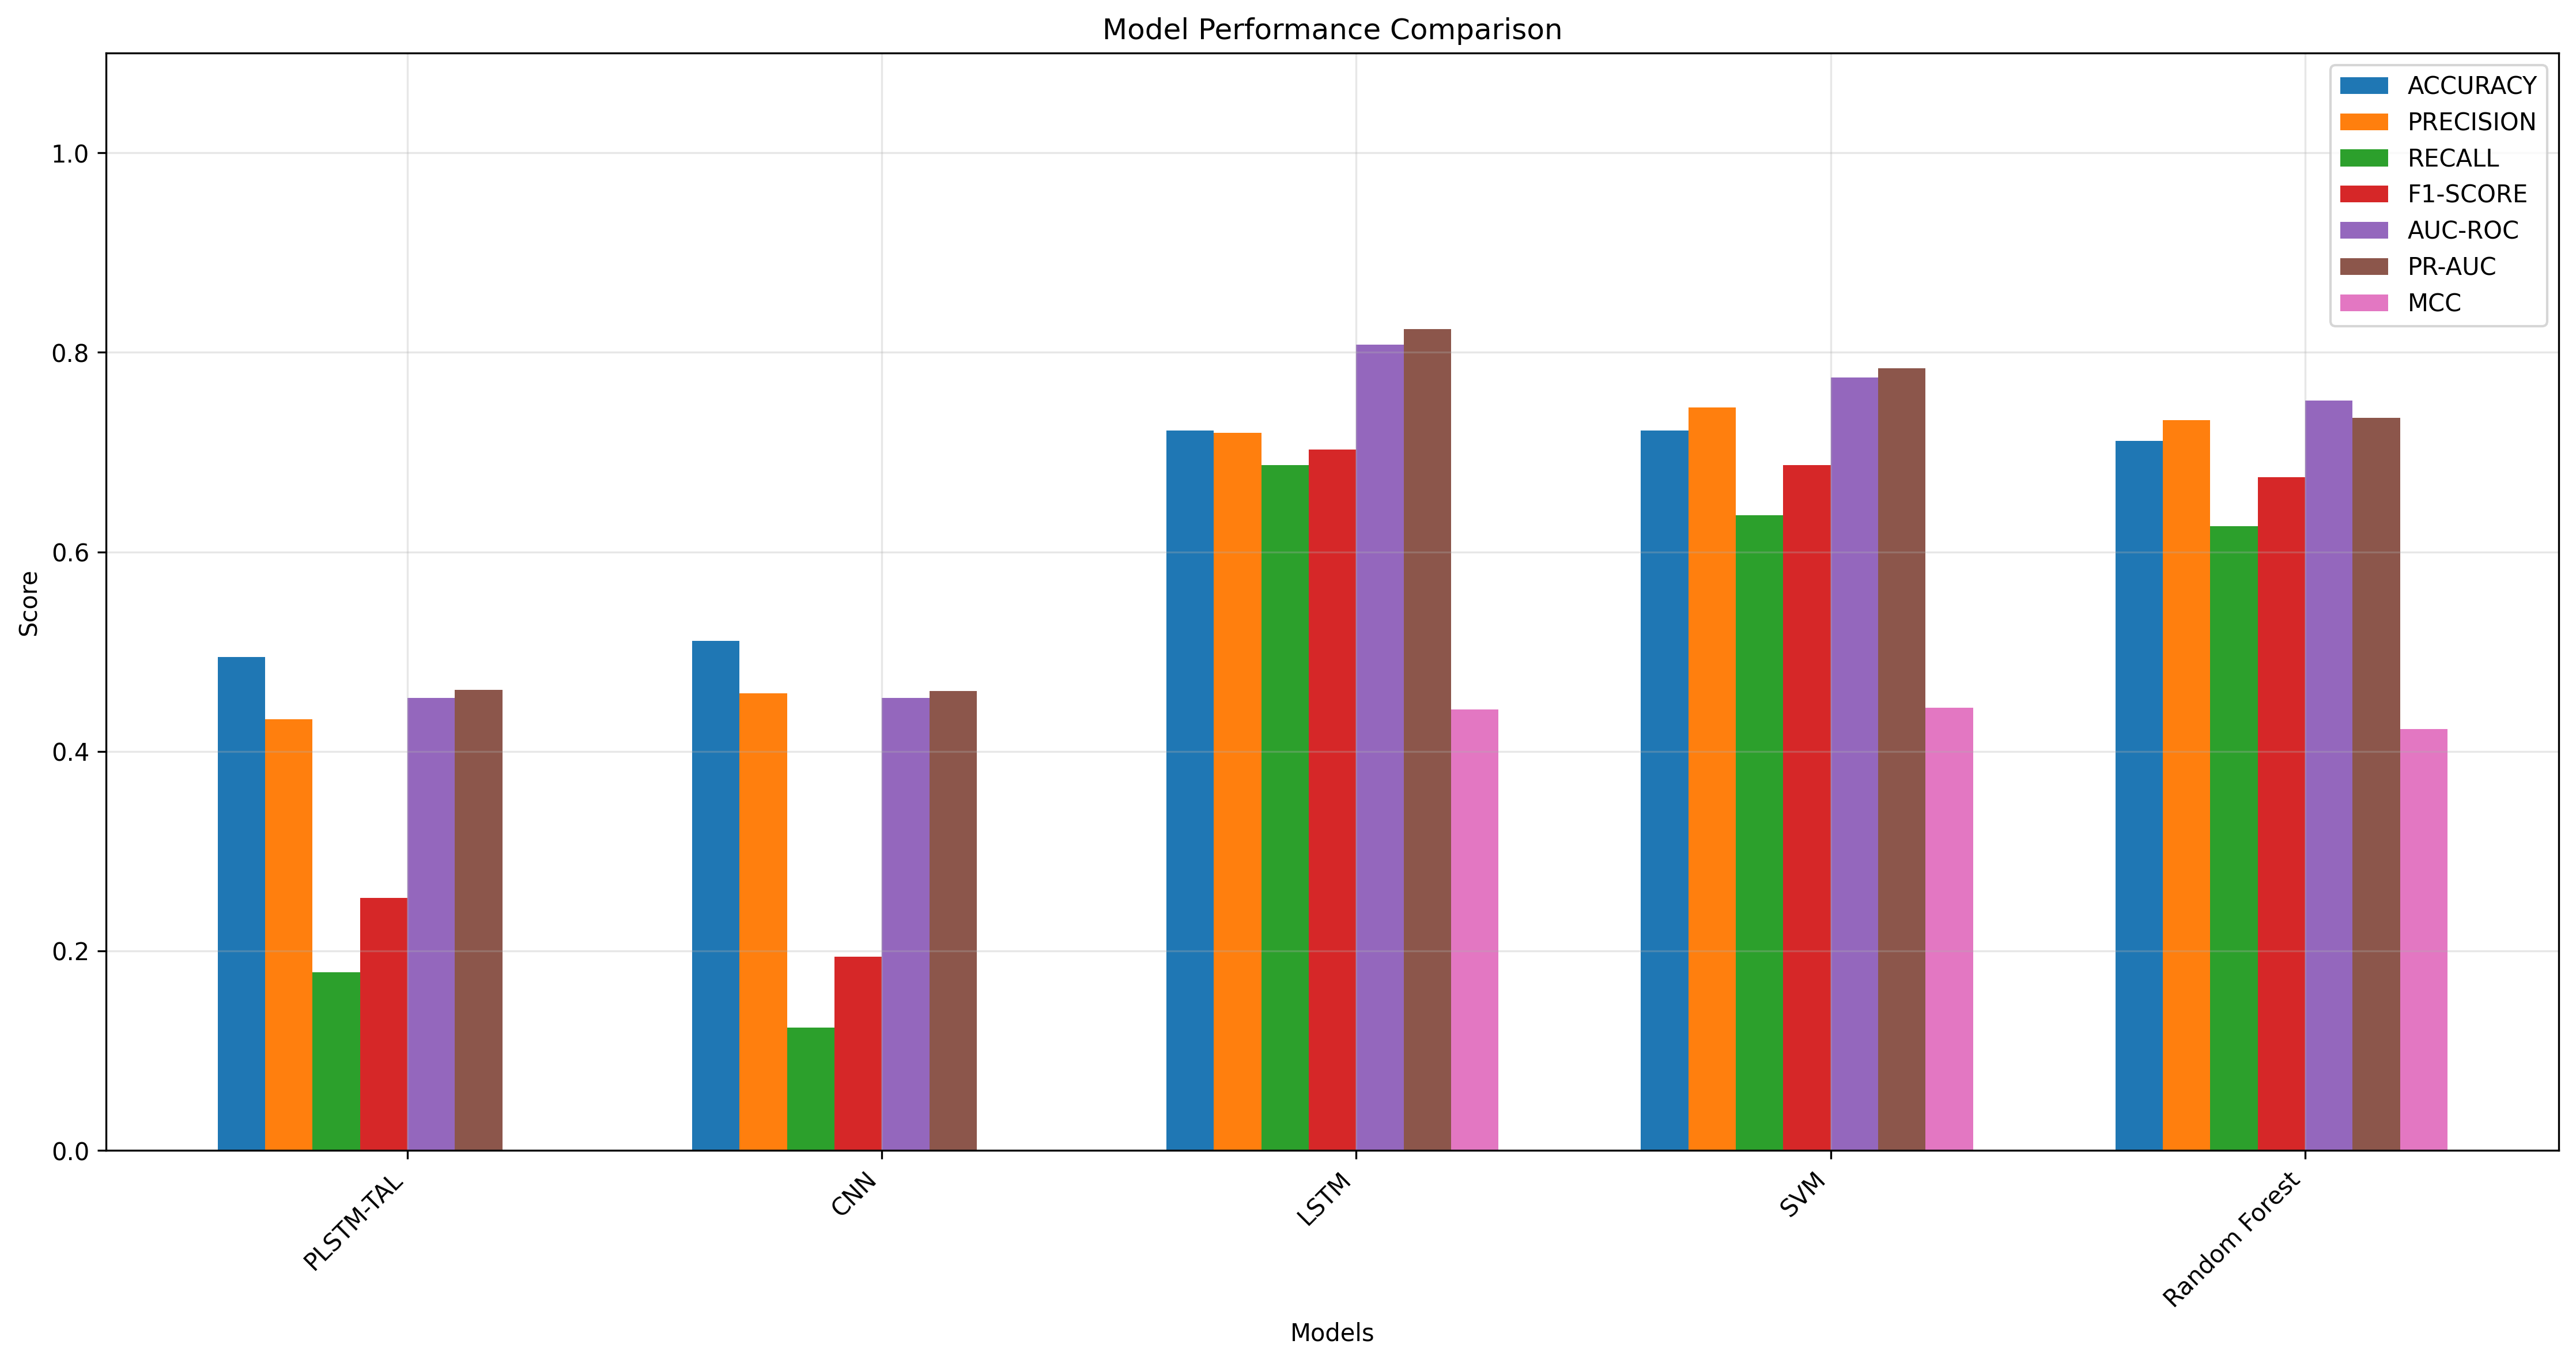 Model Performance Comparison
ACCURACY
PRECISION
RECALL
F1-SCORE
AUC-ROC
PR-AUC
MCC
1.0
0.8
0.6
0.4
0.2
0.0
Score
PLSTM-TAL
CNN
LSTM
SVM
Random Forest
Models